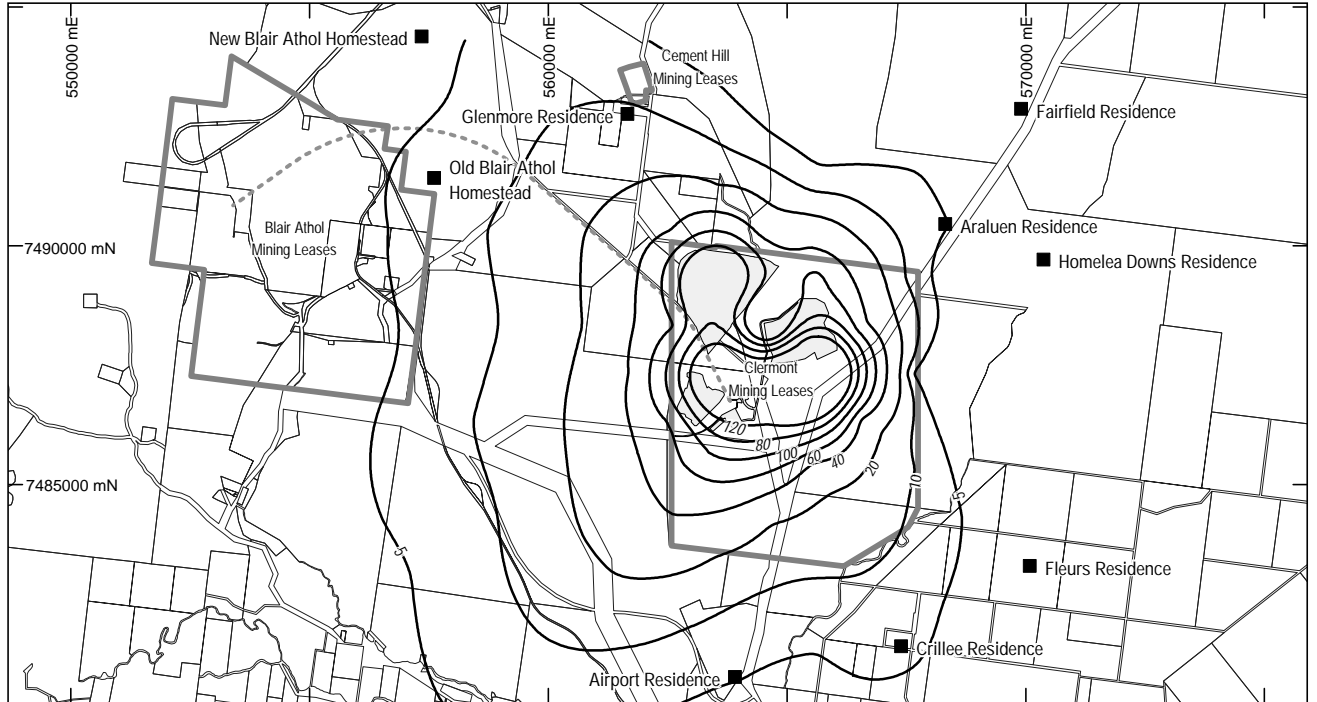 550000 mE
560000 mE
570000 mE
New Blair Athol Homestead
Cement Hill
Mining Leases
Glenmore Residence
Fairfield Residence
Old Blair Athol
Homestead
Blair Athol
Mining Leases
Araluen Residence
7490000 mN
Homelea Downs Residence
Clermont
Mining Leases
120
80
100
60
40
20
10
5
7485000 mN
5
Fleurs Residence
Crillee Residence
Airport Residence